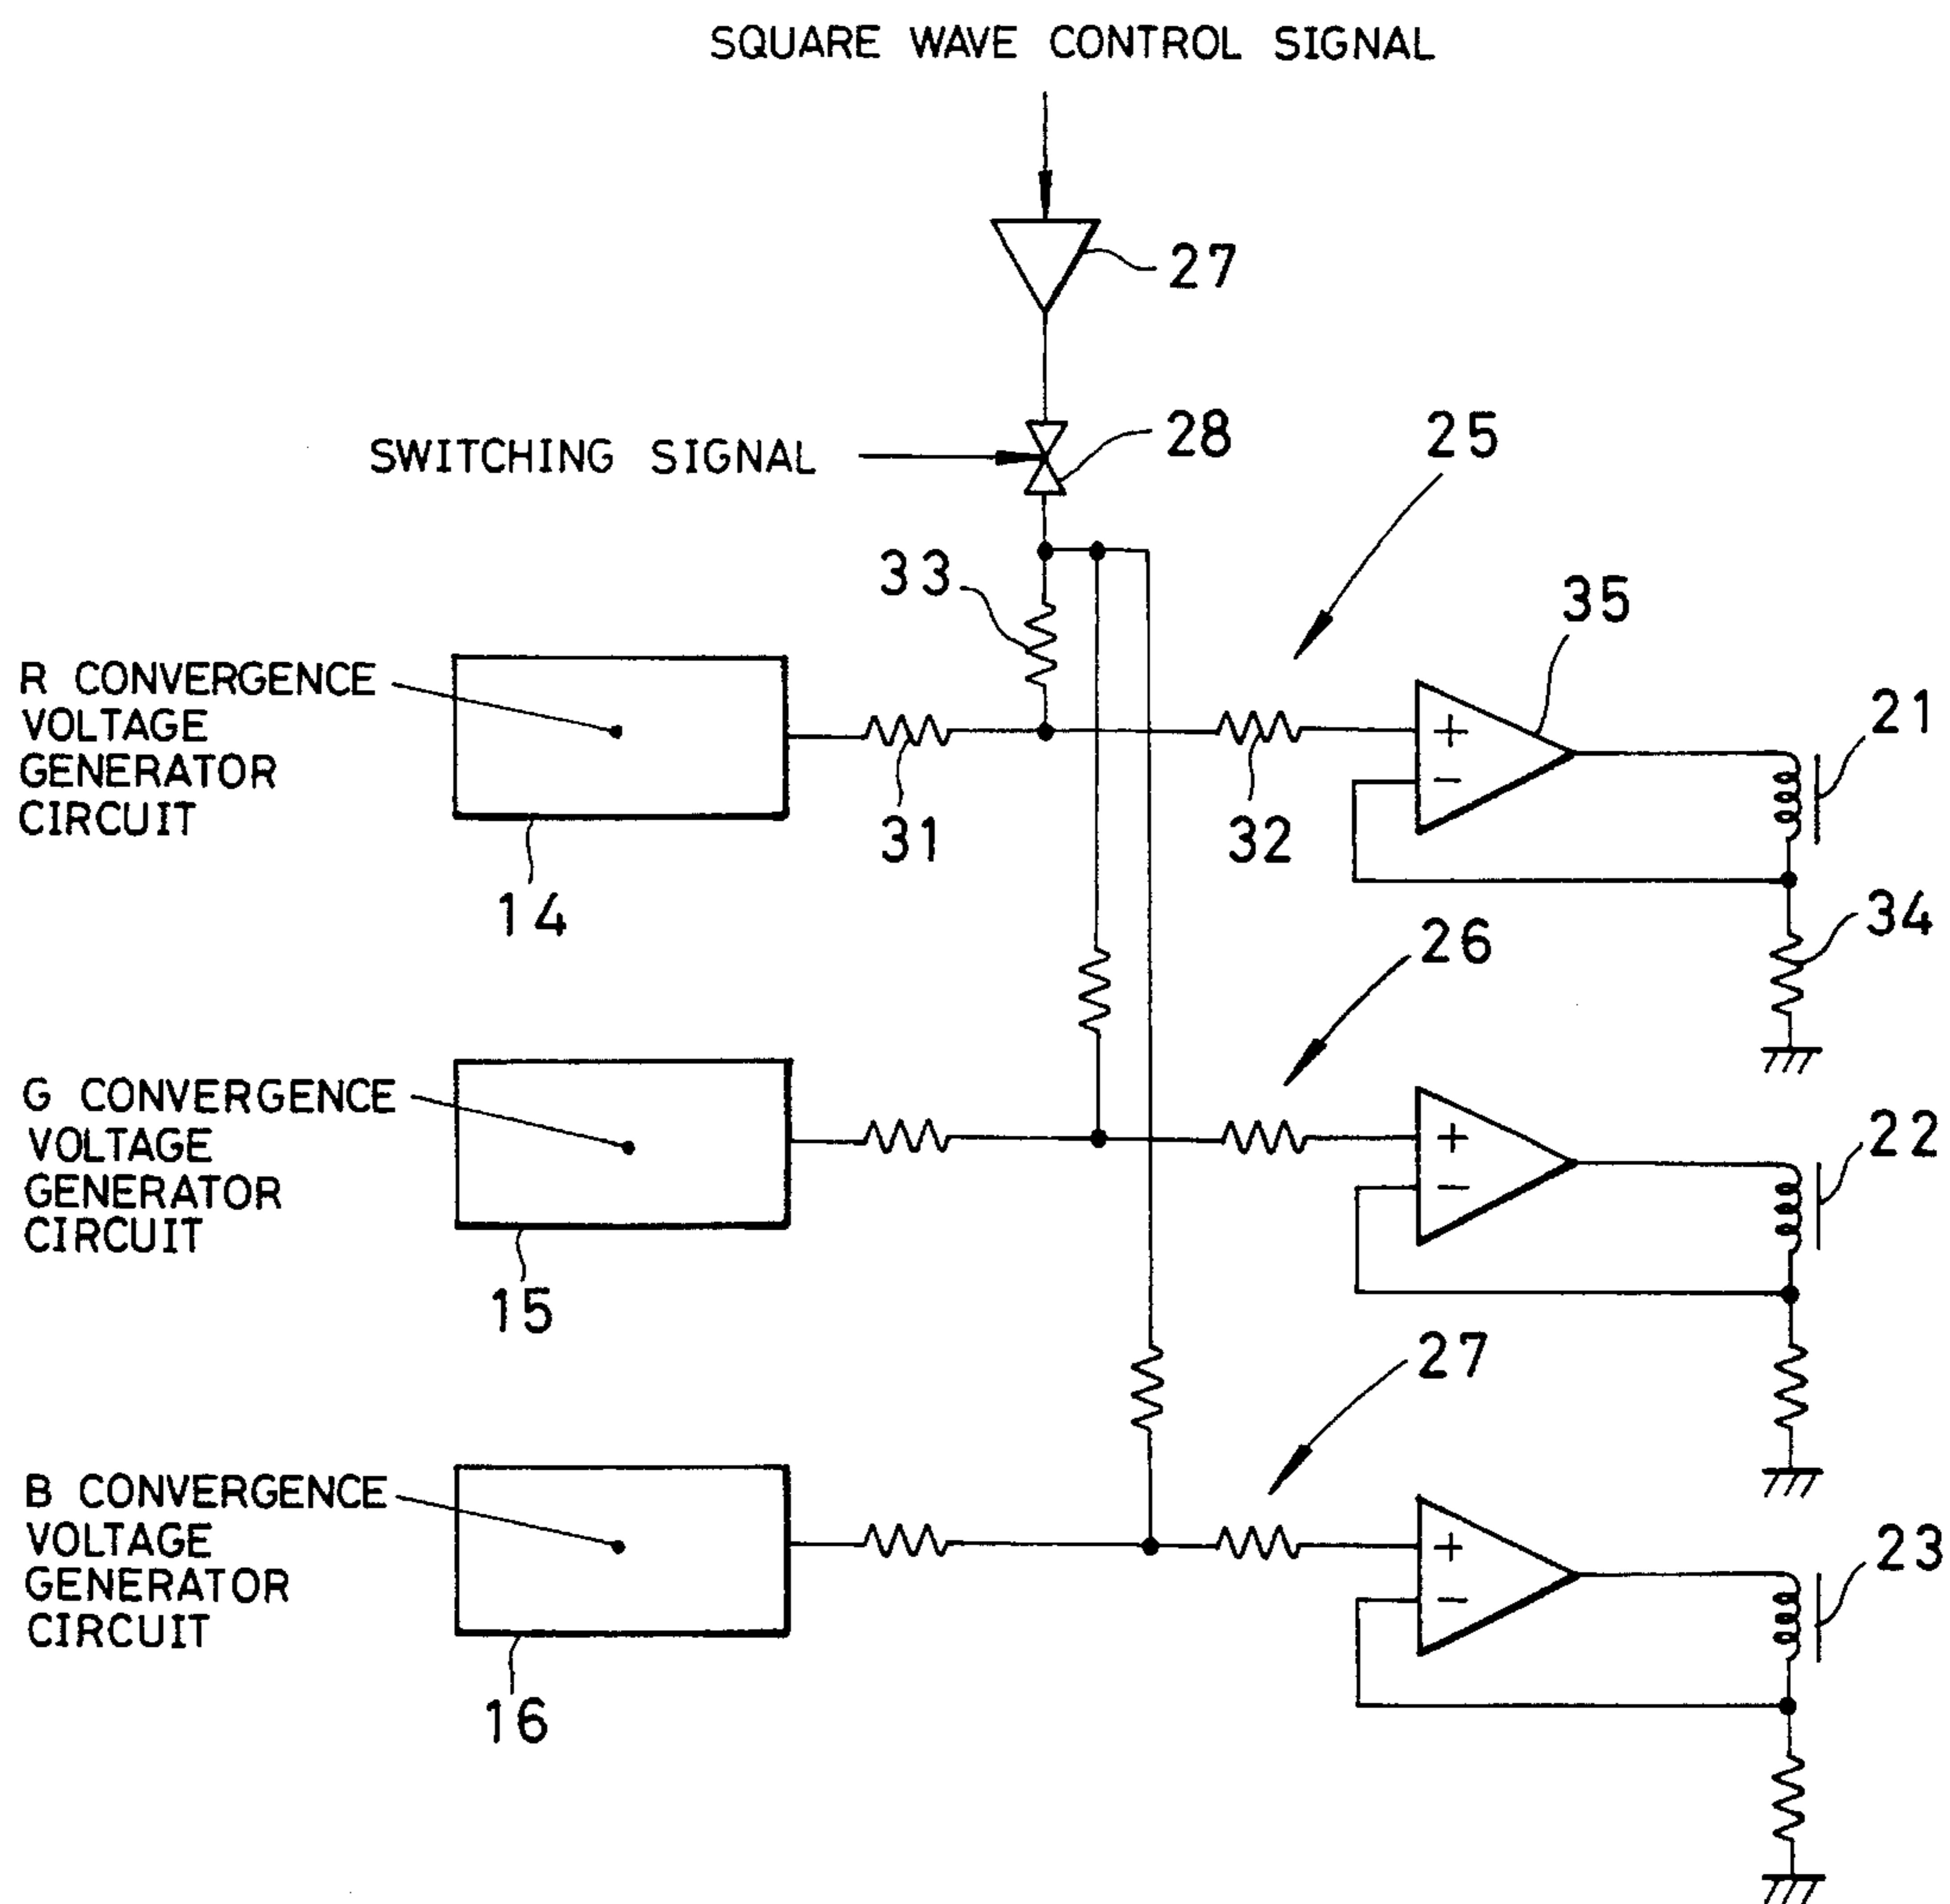 SQUARE WAVE CONTROL SIGNAL
27
SWITCHING SIGNAL
28
25
33
35
R CONVERGENCE
VOLTAGE
GENERATOR
CIRCUIT
21
31
32
14
34
26
+
−
G CONVERGENCE
VOLTAGE
GENERATOR
CIRCUIT
22
+
−
15
27
B CONVERGENCE
VOLTAGE
GENERATOR
CIRCUIT
23
+
−
16